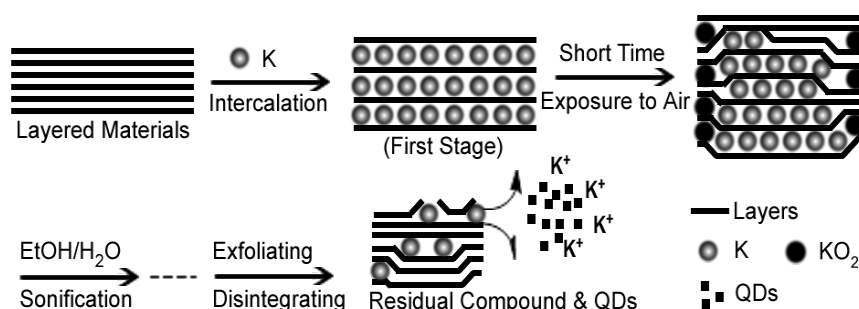 K
Intercalation
Layered Materials
(First Stage)
Short Time
Exposure to Air
EtOH/H₂O
Sonification
Exfoliating
Disintegrating
K⁺
K⁺
K⁺
K⁺
Residual Compound & QDs
Layers
K
KO₂
QDs